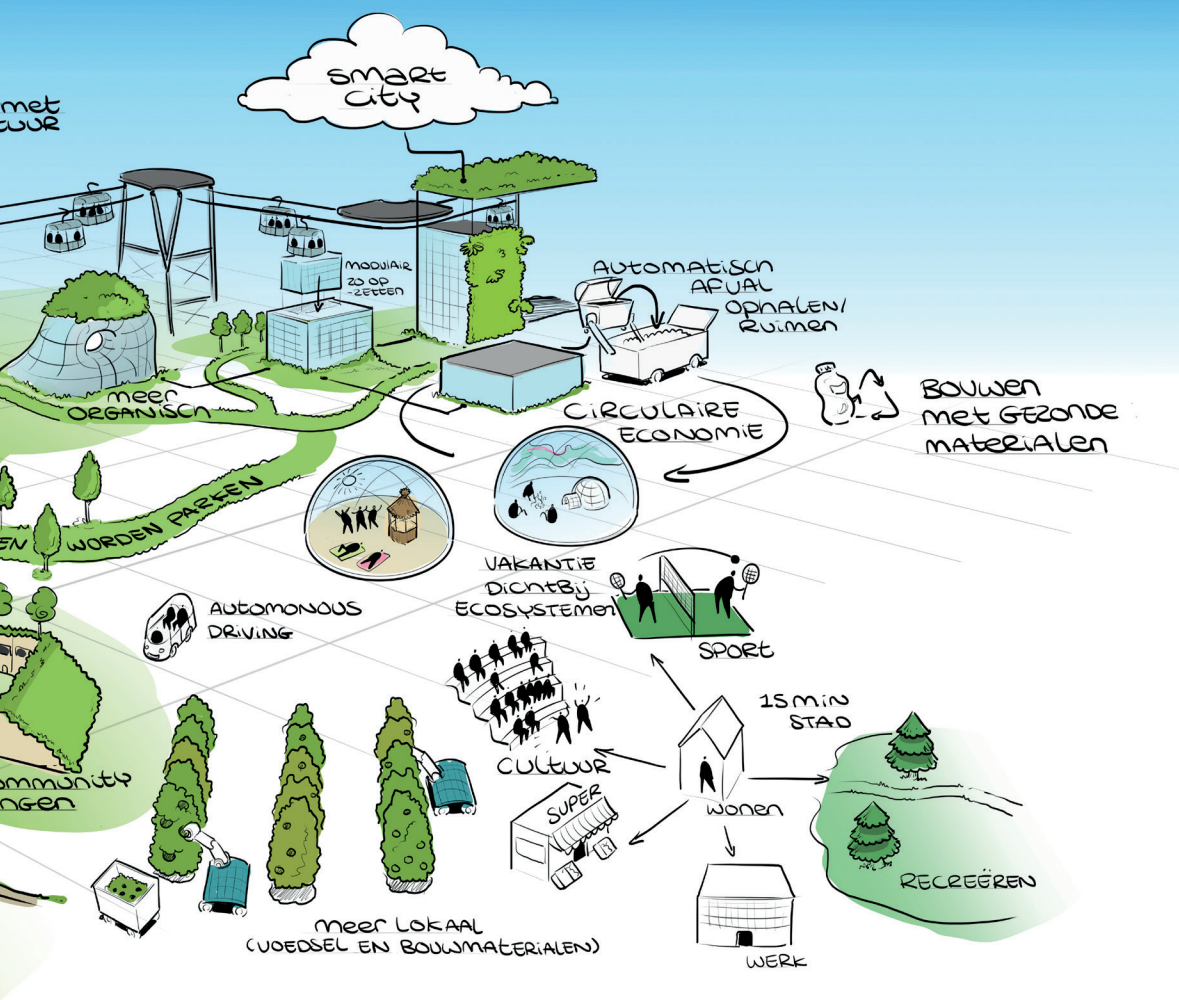 SMART
CITY
met
MODULAIR
ZO OP
-ZETTEN
AUTOMATISCH
AFVAL
OPHALEN/
RUIMEN
meer
ORGANISCH
CIRCULAIRE
ECONOMIE
BOUWEN
MET GEZONDE
MATERIALEN
WORDEN PARKEN
VAKANTIE
DICHTBIJ
ECOSYSTEMEN
AUTOMONOUS
DRIVING
SPORT
15 MIN
STAD
CULTUUR
SUPER
WONEN
RECREËREN
MEER LOKAAL
(VOEDSEL EN BOUWMATERIALEN)
WERK